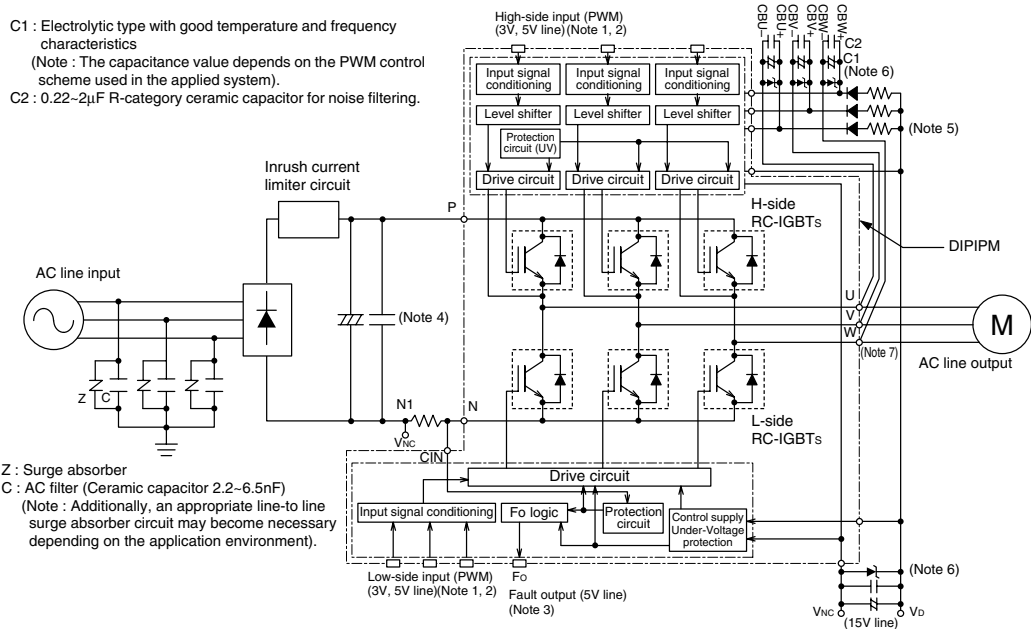 C1 : Electrolytic type with good temperature and frequency
characteristics
(Note : The capacitance value depends on the PWM control
scheme used in the applied system).
C2 : 0.22~2μF R-category ceramic capacitor for noise filtering.
High-side input (PWM)
(3V, 5V line)(Note 1, 2)
CBU–
CBU+
CBV–
CBV+
CBW–
CBW+
C2
C1
(Note 6)
(Note 5)
Input signal
conditioning
Input signal
conditioning
Input signal
conditioning
Level shifter
Level shifter
Level shifter
Protection
circuit (UV)
Drive circuit
Drive circuit
Drive circuit
Inrush current
limiter circuit
P
H-side
RC-IGBTs
DIPIPM
AC line input
(Note 4)
U
V
W
(Note 7)
M
AC line output
Z
C
N1
N
VNC
CIN
L-side
RC-IGBTs
Z : Surge absorber
C : AC filter (Ceramic capacitor 2.2~6.5nF)
(Note : Additionally, an appropriate line-to line
surge absorber circuit may become necessary
depending on the application environment).
Drive circuit
Input signal conditioning
Fo logic
Protection
circuit
Control supply
Under-Voltage
protection
Low-side input (PWM)
(3V, 5V line)(Note 1, 2)
FO
Fault output (5V line)
(Note 3)
(Note 6)
VNC
VD
(15V line)